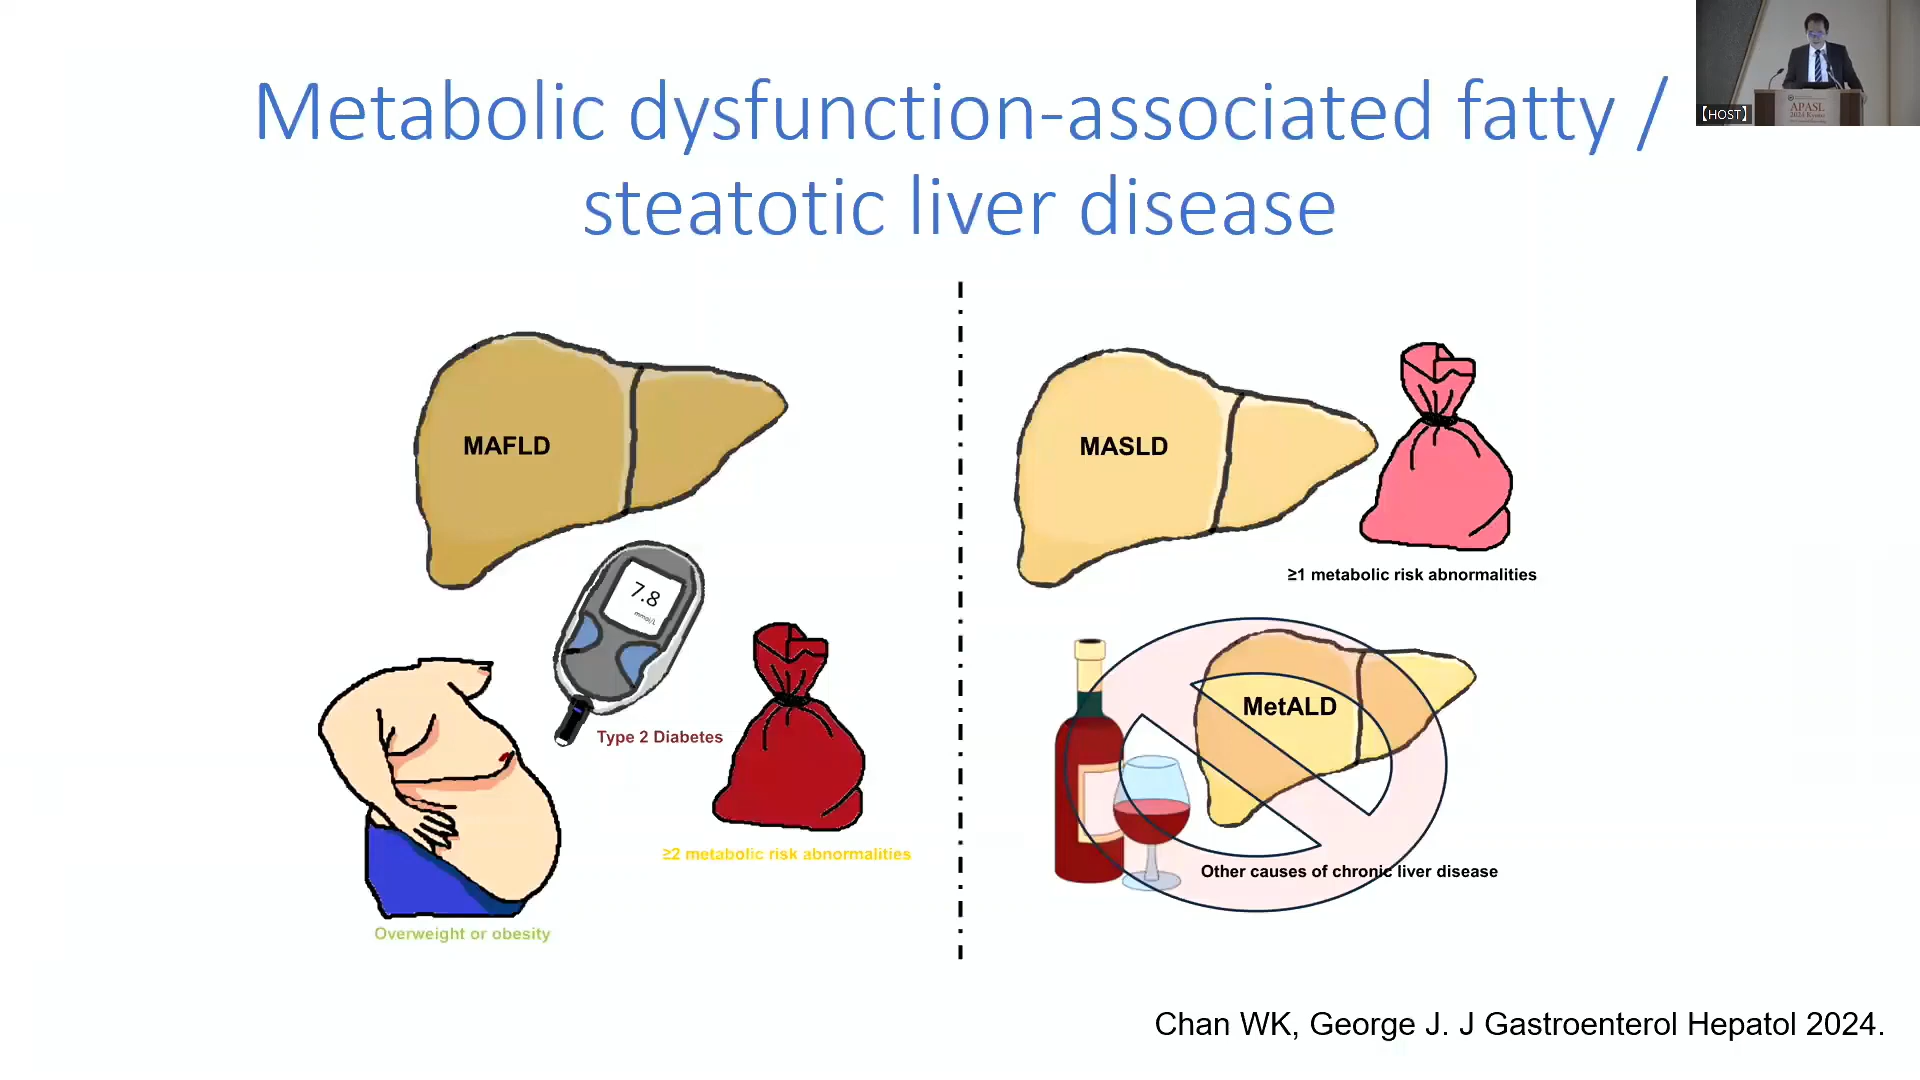 Metabolic dysfunction-associated fatty /
steatotic liver disease
【HOST】
APASL
MAFLD
7.8
mmol/L
Type 2 Diabetes
≥2 metabolic risk abnormalities
Overweight or obesity
MASLD
≥1 metabolic risk abnormalities
MetALD
Other causes of chronic liver disease
Chan WK, George J. J Gastroenterol Hepatol 2024.